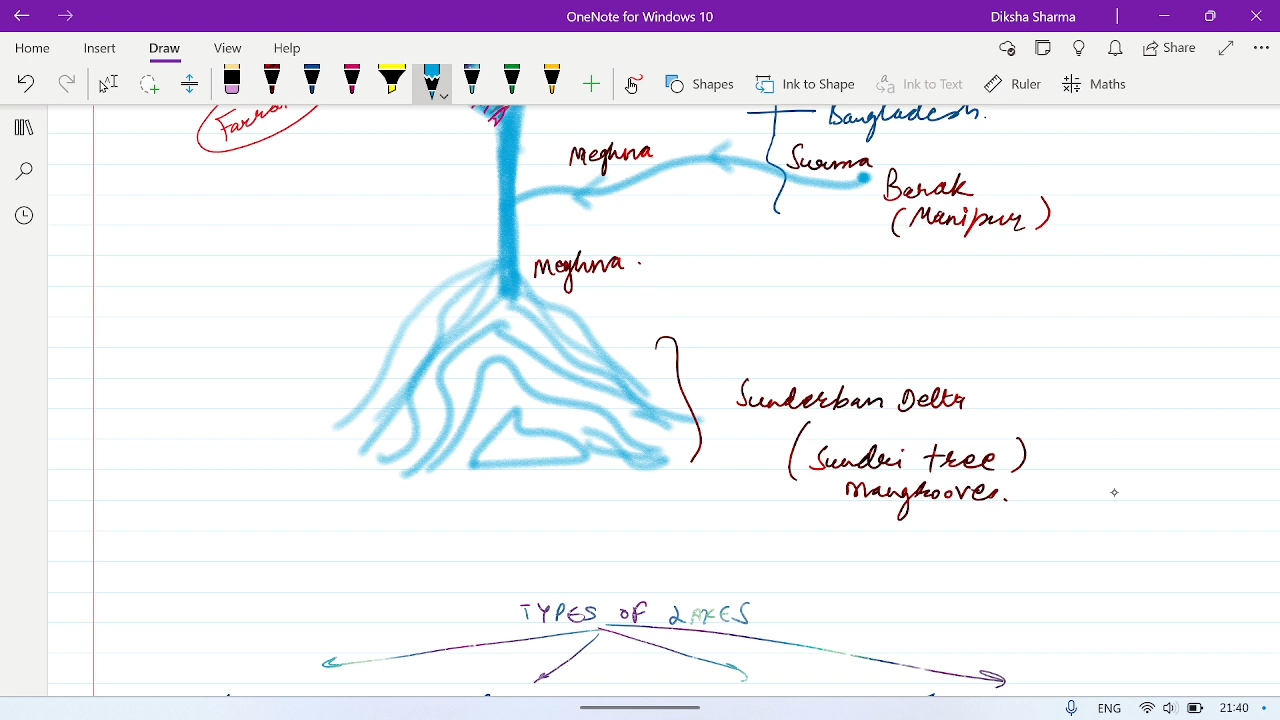 OneNote for Windows 10
Diksha Sharma
Home Insert Draw View Help
Share
Shapes Ink to Shape Ink to Text Ruler Maths
Bangladesh.
Meghna
Surma
Barak
(Manipur)
Meghna.
Sundarban Delta
(Sundri tree)
Mangrooves.
TYPES OF LAKES
ENG 21:40